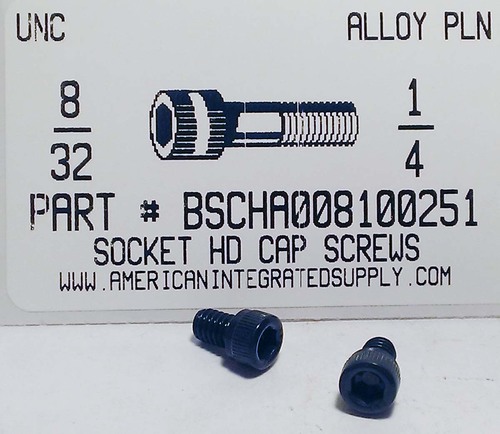 UNC ALLOY PLN
8 1
32 4
PART # BSCHA008100251
SOCKET HD CAP SCREWS
WWW.AMERICANINTEGRATEDSUPPLY.COM